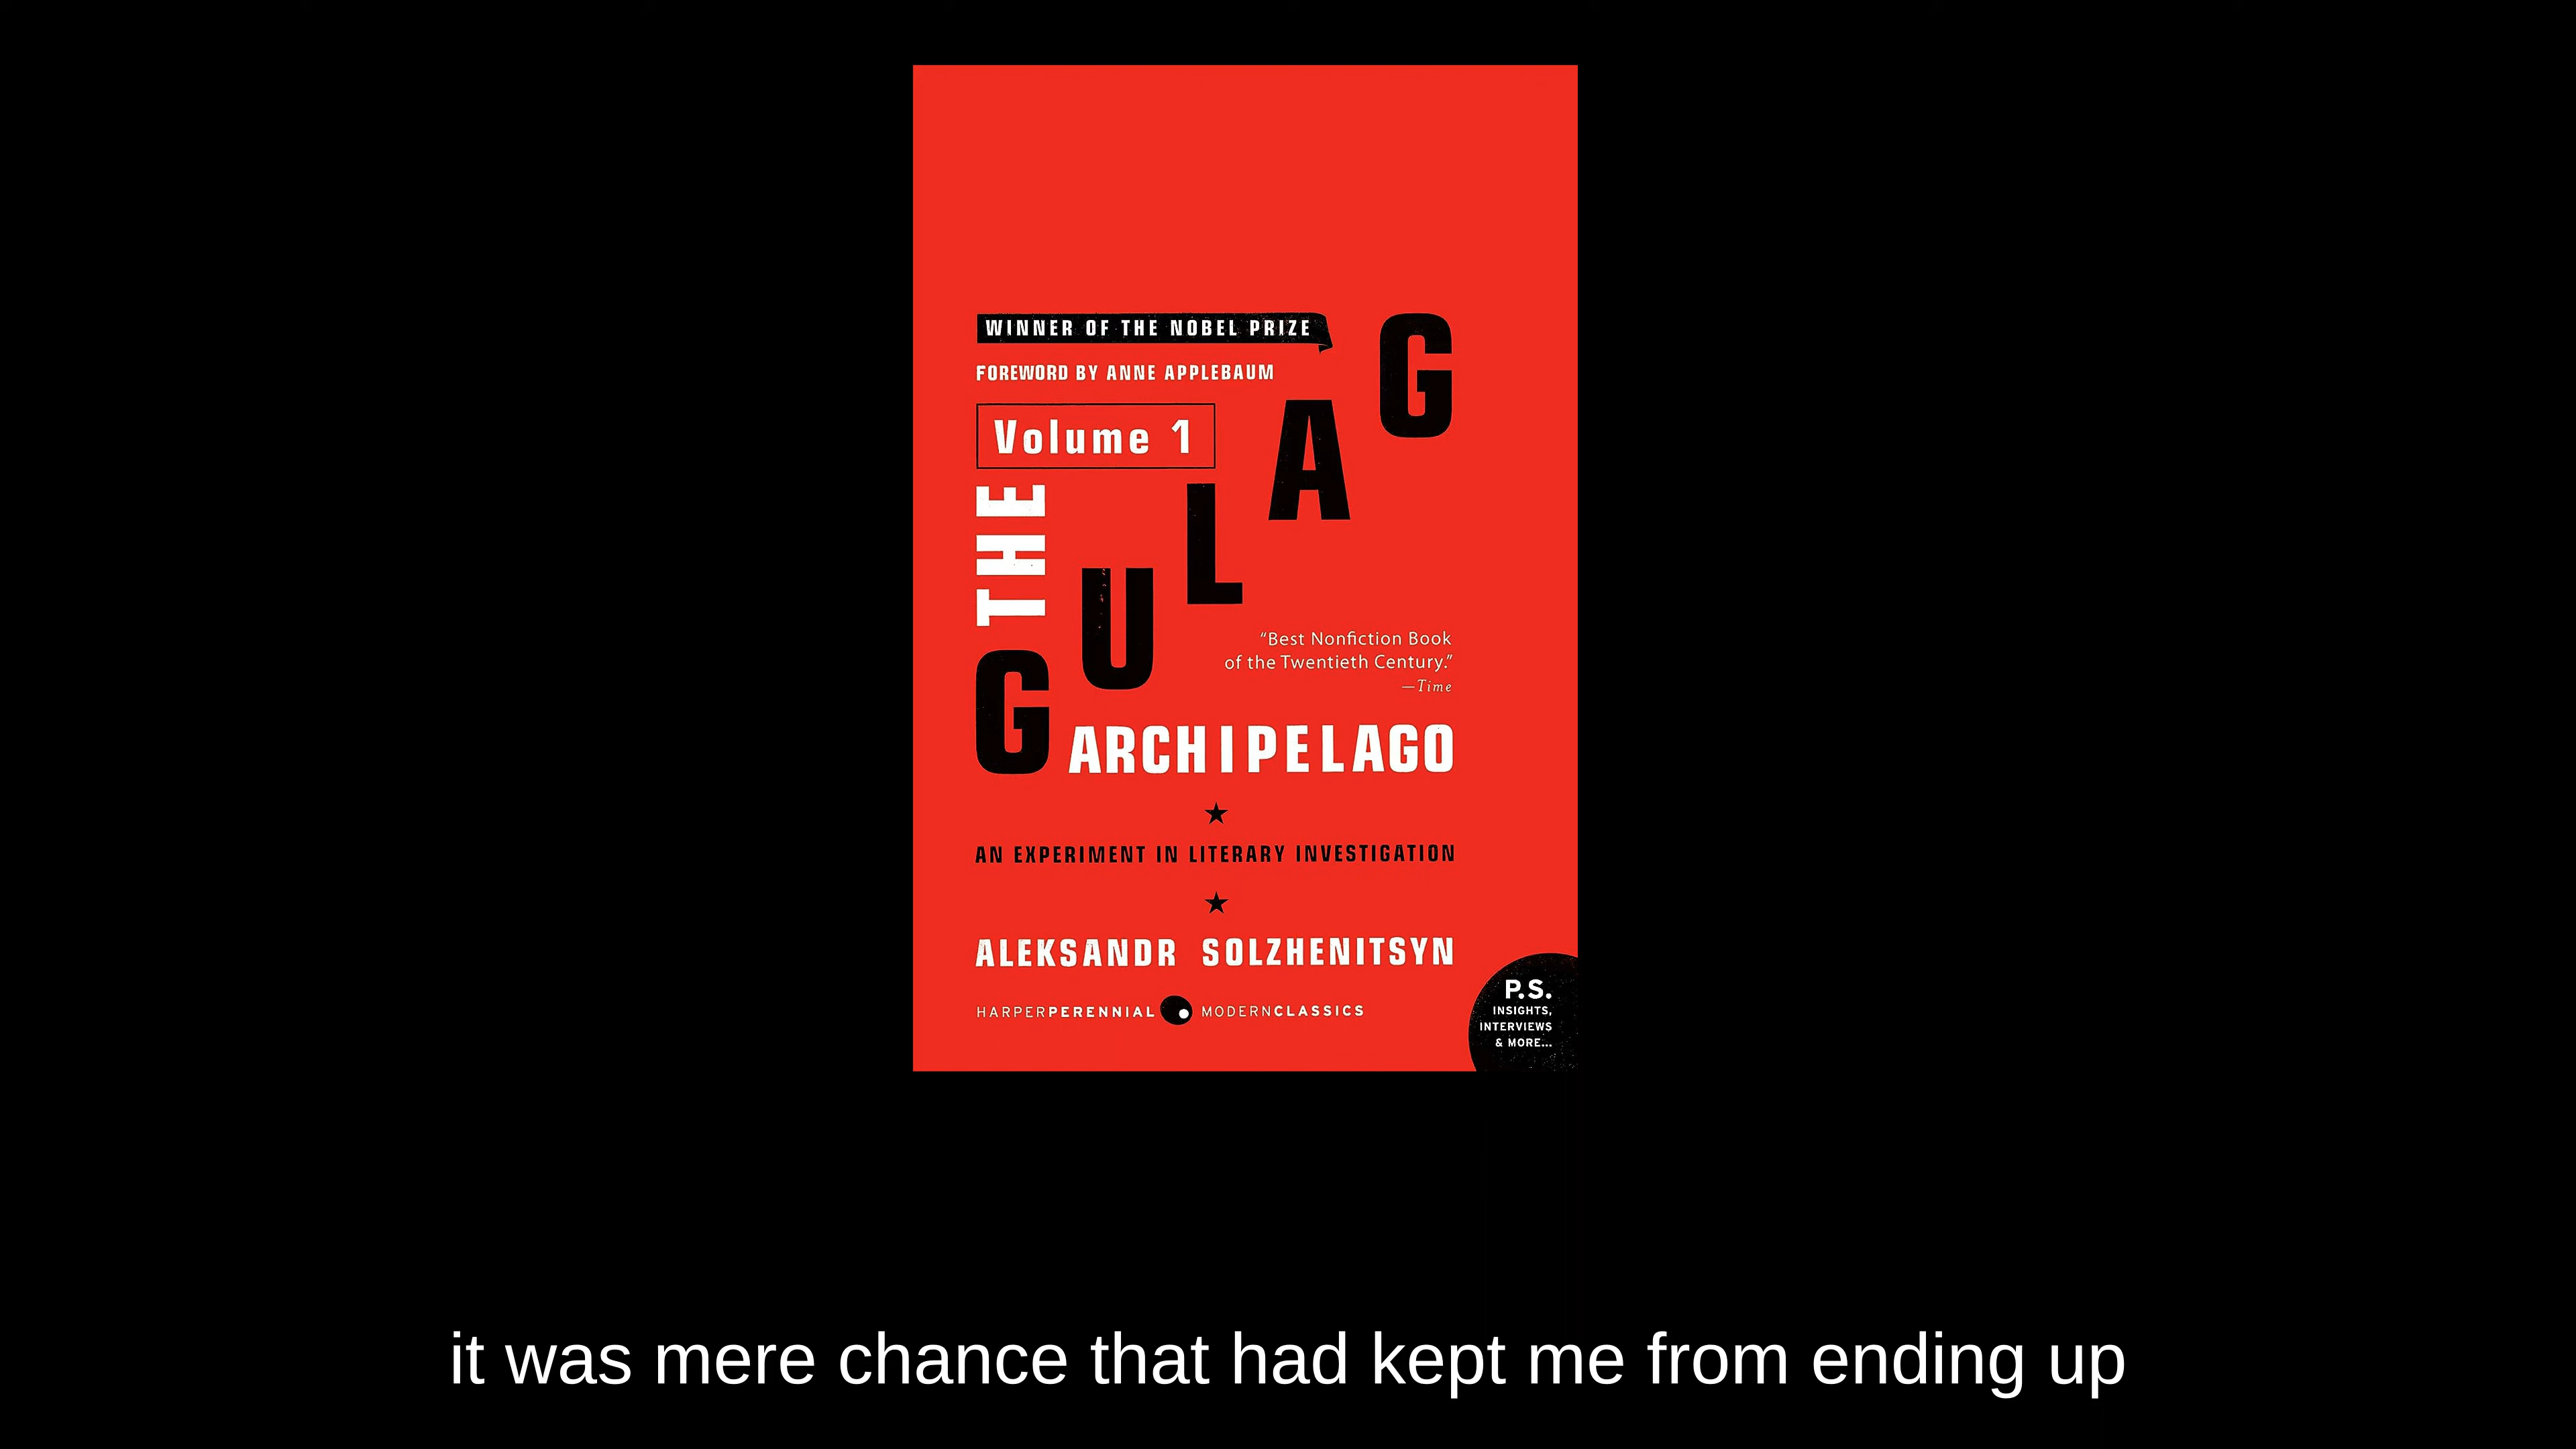 WINNER OF THE NOBEL PRIZE
FOREWORD BY ANNE APPLEBAUM
Volume 1
THE
GULAG
"Best Nonfiction Book
of the Twentieth Century."
—Time
ARCHIPELAGO
AN EXPERIMENT IN LITERARY INVESTIGATION
ALEKSANDR SOLZHENITSYN
HARPERPERENNIAL MODERNCLASSICS
P.S.
INSIGHTS,
INTERVIEWS
& MORE...
it was mere chance that had kept me from ending up